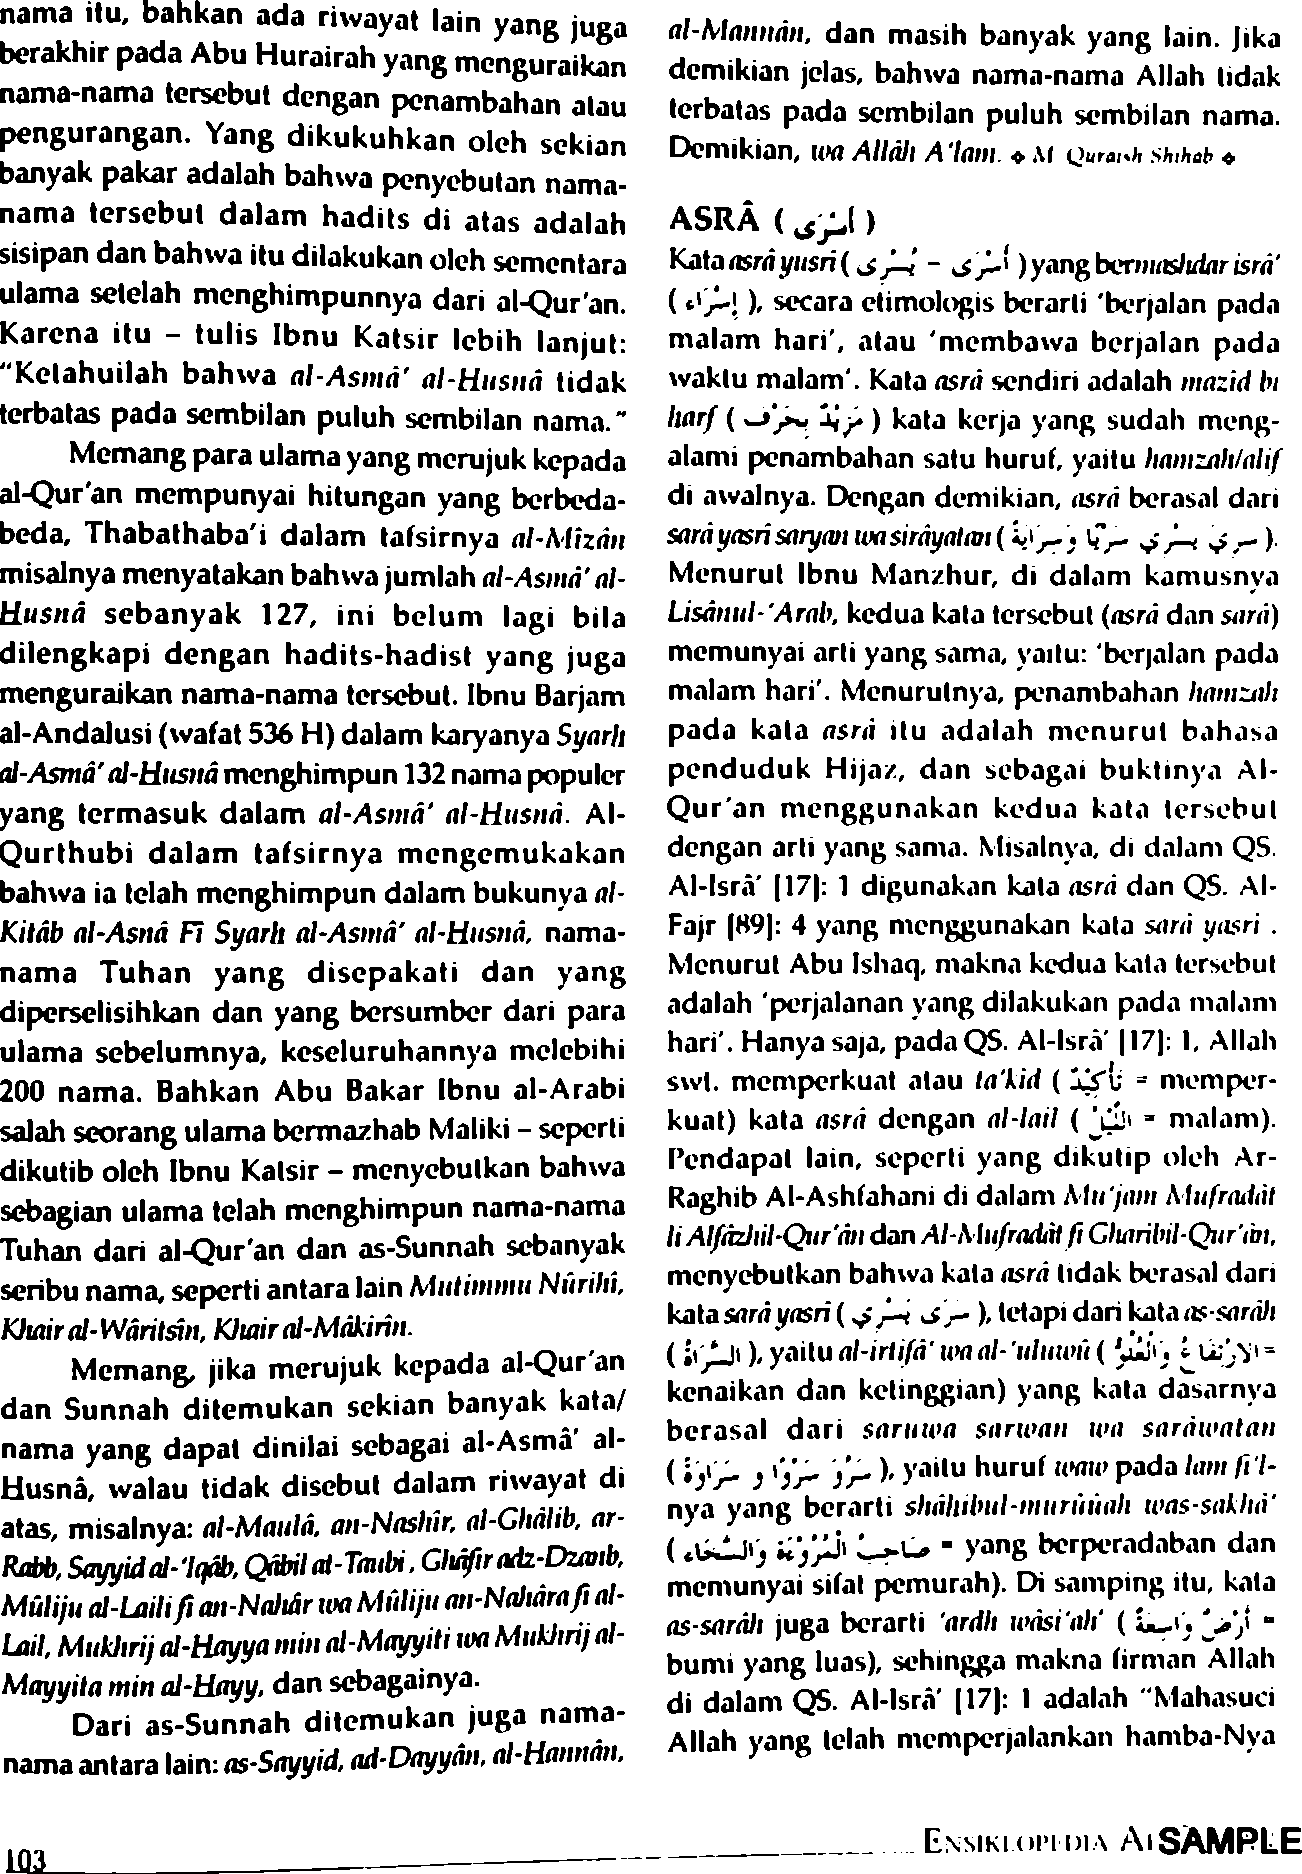 nama itu, bahkan ada riwayat lain yang juga
berakhir pada Abu Hurairah yang menguraikan
nama-nama tersebut dengan penambahan atau
pengurangan. Yang dikukuhkan oleh sekian
banyak pakar adalah bahwa penyebutan nama-
nama tersebut dalam hadits di atas adalah
sisipan dan bahwa itu dilakukan oleh sementara
ulama setelah menghimpunnya dari al-Qur'an.
Karena itu – tulis Ibnu Katsir lebih lanjut:
"Ketahuilah bahwa al-Asmâ' al-Husnâ tidak
terbatas pada sembilan puluh sembilan nama."
Memang para ulama yang merujuk kepada
al-Qur'an mempunyai hitungan yang berbeda-
beda, Thabathaba'i dalam tafsirnya al-Mîzân
misalnya menyatakan bahwa jumlah al-Asmâ' al-
Husnâ sebanyak 127, ini belum lagi bila
dilengkapi dengan hadits-hadist yang juga
menguraikan nama-nama tersebut. Ibnu Barjam
al-Andalusi (wafat 536 H) dalam karyanya Syarh
al-Asmâ' al-Husnâ menghimpun 132 nama populer
yang termasuk dalam al-Asmâ' al-Husnâ. Al-
Qurthubi dalam tafsirnya mengemukakan
bahwa ia telah menghimpun dalam bukunya al-
Kitâb al-Asnâ Fî Syarh al-Asmâ' al-Husnâ, nama-
nama Tuhan yang disepakati dan yang
diperselisihkan dan yang bersumber dari para
ulama sebelumnya, keseluruhannya melebihi
200 nama. Bahkan Abu Bakar Ibnu al-Arabi
salah seorang ulama bermazhab Maliki – seperti
dikutib oleh Ibnu Katsir – menyebutkan bahwa
sebagian ulama telah menghimpun nama-nama
Tuhan dari al-Qur'an dan as-Sunnah sebanyak
seribu nama, seperti antara lain Mutimmu Nûrihî,
Khair al-Wâritsîn, Khair al-Mâkirîn.
Memang, jika merujuk kepada al-Qur'an
dan Sunnah ditemukan sekian banyak kata/
nama yang dapat dinilai sebagai al-Asmâ' al-
Husnâ, walau tidak disebut dalam riwayat di
atas, misalnya: al-Maulâ, an-Nashîr, al-Ghâlib, ar-
Rabb, Sayyid al-'Iqâb, Qâbil at-Taubi, Ghâfir adz-Dzanb,
Mûliju al-Laili fi an-Nahâr wa Mûliju an-Nahâra fi al-
Lail, Mukhrij al-Hayya min al-Mayyiti wa Mukhrij al-
Mayyita min al-Hayy, dan sebagainya.
Dari as-Sunnah ditemukan juga nama-
nama antara lain: as-Sayyid, ad-Dayyân, al-Hannân,
al-Mannân, dan masih banyak yang lain. Jika
demikian jelas, bahwa nama-nama Allah tidak
terbatas pada sembilan puluh sembilan nama.
Demikian, wa Allâh A'lam. ◆ M Quraish Shihab ◆
ASRÂ ( أَسْرَى )
Kata asrâ yusri ( أَسْرَى – يُسْرِى ) yang bermashdar isrâ'
( إِسْرَاء ), secara etimologis berarti 'berjalan pada
malam hari', atau 'membawa berjalan pada
waktu malam'. Kata asrâ sendiri adalah mazid bi
harf ( مَزِيْدٌ بِحَرْف ) kata kerja yang sudah meng-
alami penambahan satu huruf, yaitu hamzah/alif
di awalnya. Dengan demikian, asrâ berasal dari
sarâ yasri saryan wa sirâyatan ( سرى يَسْرِي سَرْيًا وَسِرَايَةً ).
Menurut Ibnu Manzhur, di dalam kamusnya
Lisânul-'Arab, kedua kata tersebut (asrâ dan sarâ)
memunyai arti yang sama, yaitu: 'berjalan pada
malam hari'. Menurutnya, penambahan hamzah
pada kata asrâ itu adalah menurut bahasa
penduduk Hijaz, dan sebagai buktinya Al-
Qur'an menggunakan kedua kata tersebut
dengan arti yang sama. Misalnya, di dalam QS.
Al-Isrâ' [17]: 1 digunakan kata asrâ dan QS. Al-
Fajr [89]: 4 yang menggunakan kata sarâ yasri .
Menurut Abu Ishaq, makna kedua kata tersebut
adalah 'perjalanan yang dilakukan pada malam
hari'. Hanya saja, pada QS. Al-Isrâ' [17]: 1, Allah
swt. memperkuat atau ta'kid ( تَأْكِيْدٌ = memper-
kuat) kata asrâ dengan al-lail ( اللَّيْلُ = malam).
Pendapat lain, seperti yang dikutip oleh Ar-
Raghib Al-Ashfahani di dalam Mu'jam Mufradât
li Alfâzhil-Qur'ân dan Al-Mufradât fi Gharibil-Qur'ân,
menyebutkan bahwa kata asrâ tidak berasal dari
kata sarâ yasri ( سَرَى يَسْرِي ), tetapi dari kata as-sarâh
( السَّرَاةُ ), yaitu al-irtifâ' wa al-'uluwû ( الاِرْتِفَاعُ وَالْعُلُوُّ =
kenaikan dan ketinggian) yang kata dasarnya
berasal dari saruwa sarwan wa sarâwatan
( سَرُوَ سَرْوًا وَ سَرَاوَةً ), yaitu huruf waw pada lam fi'l-
nya yang berarti shâhibul-murûûah was-sakhâ'
( صَاحِبُ الْمُرُوْءَةِ وَالسَّخَاء = yang berperadaban dan
memunyai sifat pemurah). Di samping itu, kata
as-sarâh juga berarti 'ardh wâsi'ah' ( أَرْضٌ وَاسِعَةٌ =
bumi yang luas), sehingga makna firman Allah
di dalam QS. Al-Isrâ' [17]: 1 adalah "Mahasuci
Allah yang telah memperjalankan hamba-Nya
103
ENSIKLOPEDIA Al SAMPLE